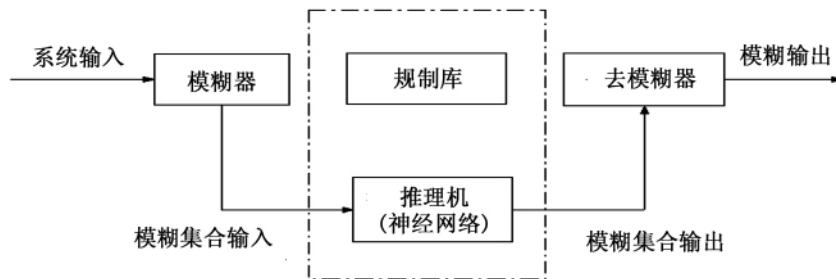 系统输入
模糊器
规制库
去模糊器
模糊输出
推理机
(神经网络)
模糊集合输入
模糊集合输出